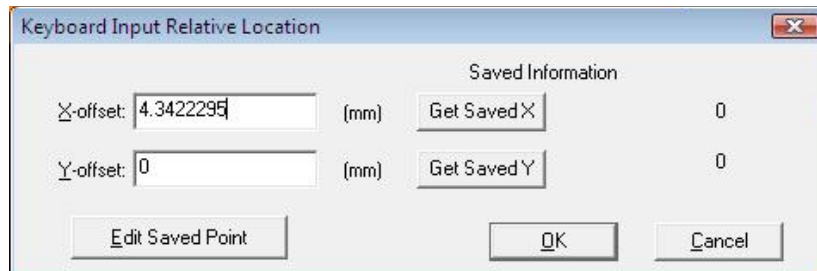 Keyboard Input Relative Location
Saved Information
X-offset: 4.3422295 (mm) Get Saved X 0
Y-offset: 0 (mm) Get Saved Y 0
Edit Saved Point OK Cancel